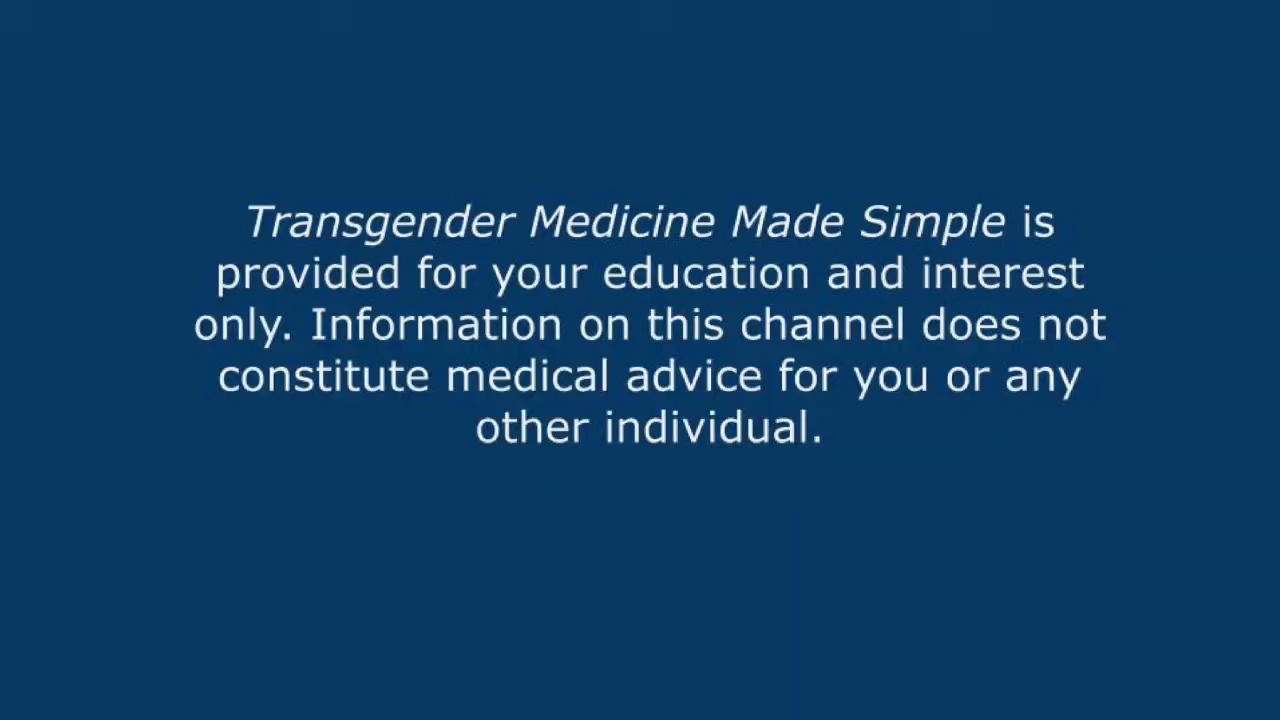 Transgender Medicine Made Simple is
provided for your education and interest
only. Information on this channel does not
constitute medical advice for you or any
other individual.